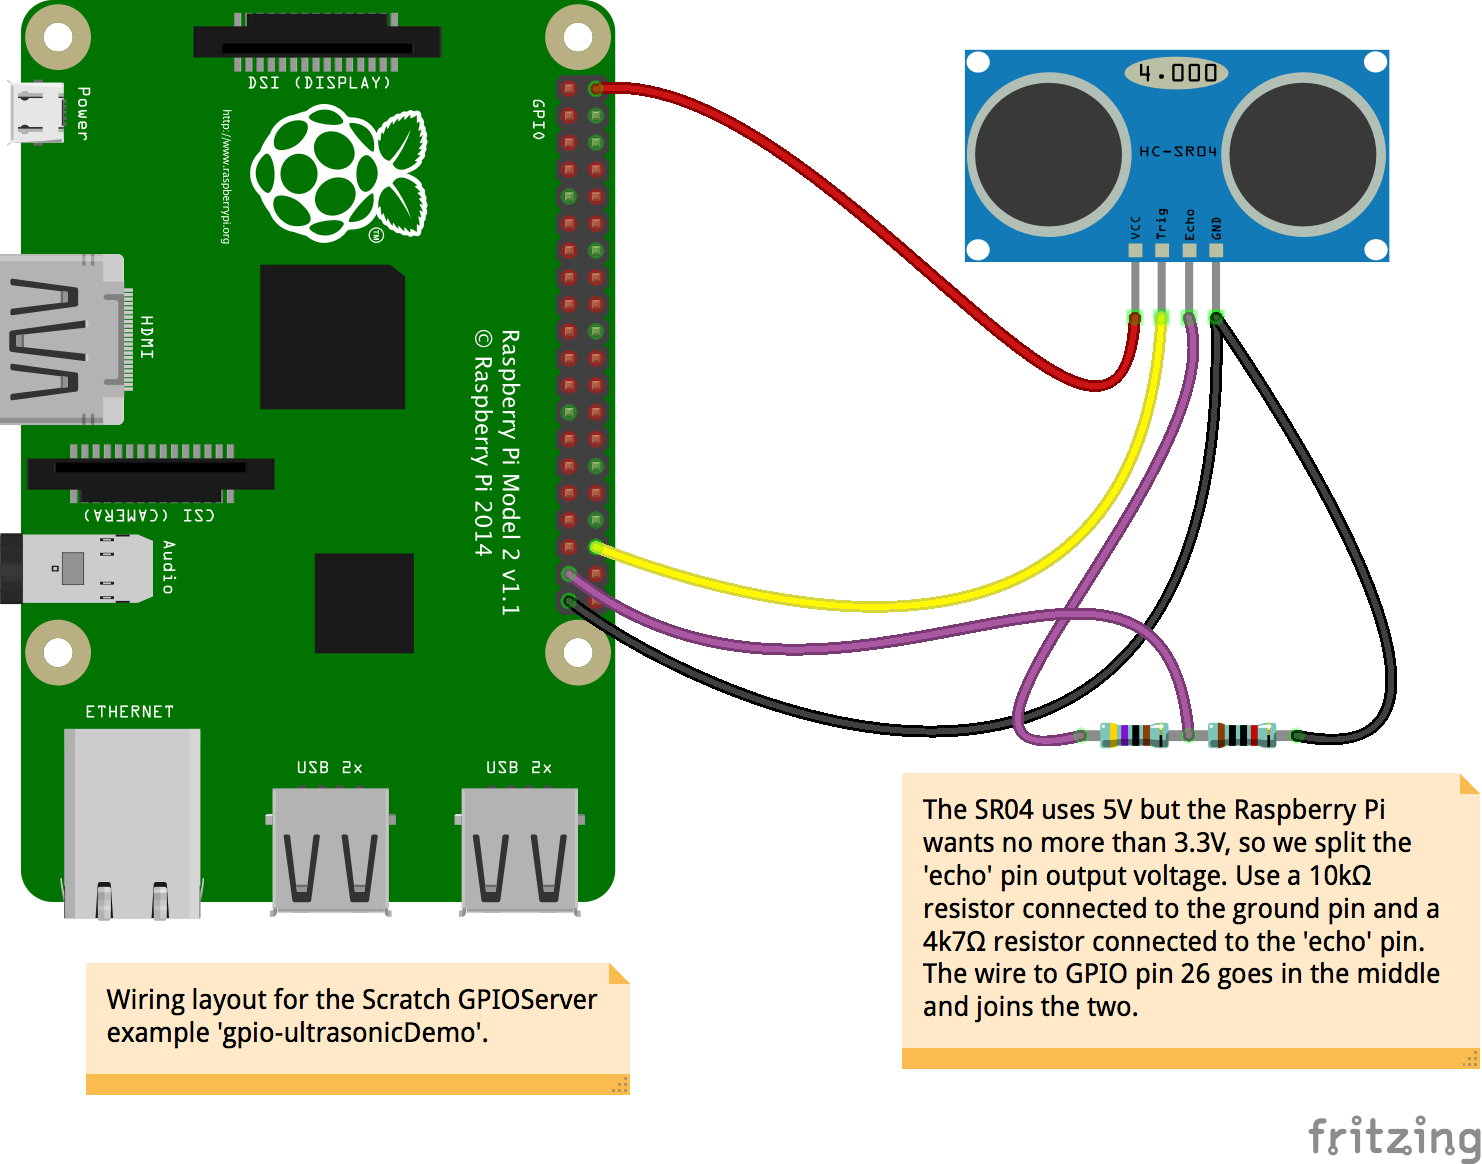 DSI (DISPLAY)
Power
http://www.raspberrypi.org
TM
GPIO
4.000
HC-SR04
VCC
Trig
Echo
GND
HDMI
Raspberry Pi Model 2 v1.1
© Raspberry Pi 2014
CSI (CAMERA)
Audio
ETHERNET
USB 2x
USB 2x
The SR04 uses 5V but the Raspberry Pi
wants no more than 3.3V, so we split the
'echo' pin output voltage. Use a 10kΩ
resistor connected to the ground pin and a
4k7Ω resistor connected to the 'echo' pin.
The wire to GPIO pin 26 goes in the middle
and joins the two.
Wiring layout for the Scratch GPIOServer
example 'gpio-ultrasonicDemo'.
fritzing